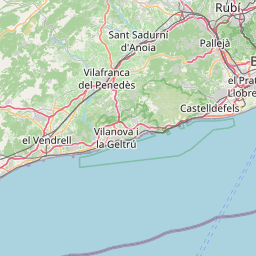 Rubí
Sant Sadurní
d'Anoia
Pallejà
Vilafranca
del Penedès
el Prat
Llobre
Castelldefels
Vilanova i
la Geltrú
el Vendrell